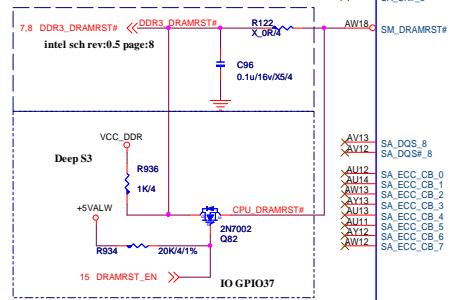 7,8 DDR3_DRAMRST#
DDR3_DRAMRST#
R122
X_0R/4
AW18
SM_DRAMRST#
intel sch rev:0.5 page:8
C96
0.1u/16v/X5/4
VCC_DDR
Deep S3
R936
1K/4
+5VALW
CPU_DRAMRST#
2N7002
Q82
R934
20K/4/1%
15 DRAMRST_EN
IO GPIO37
AV13 SA_DQS_8
AV12 SA_DQS#_8
AU12 SA_ECC_CB_0
AU14 SA_ECC_CB_1
AW13 SA_ECC_CB_2
AY13 SA_ECC_CB_3
AU13 SA_ECC_CB_4
AU11 SA_ECC_CB_5
AY12 SA_ECC_CB_6
AW12 SA_ECC_CB_7